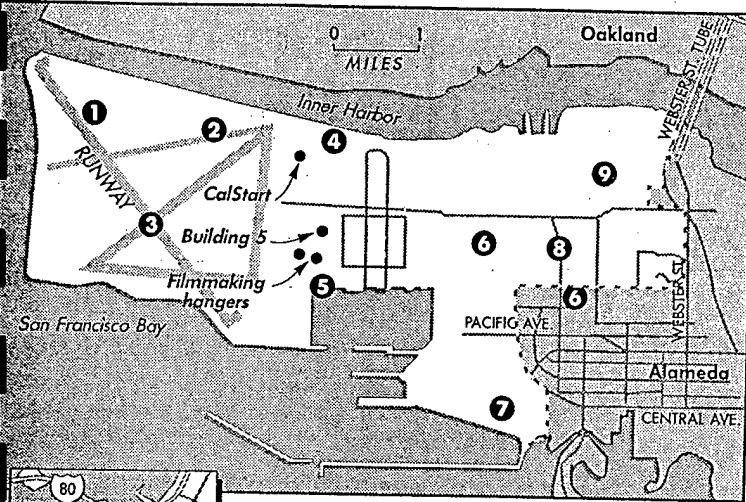 Oakland
0 1
MILES
WEBSTER ST. TUBE
Inner Harbor
1
2
4
RUNWAY
CalStart
9
3
Building 5
6
8
Filmmaking
hangers
5
6
WEBSTER ST.
San Francisco Bay
PACIFIC AVE.
Alameda
7
CENTRAL AVE.
80